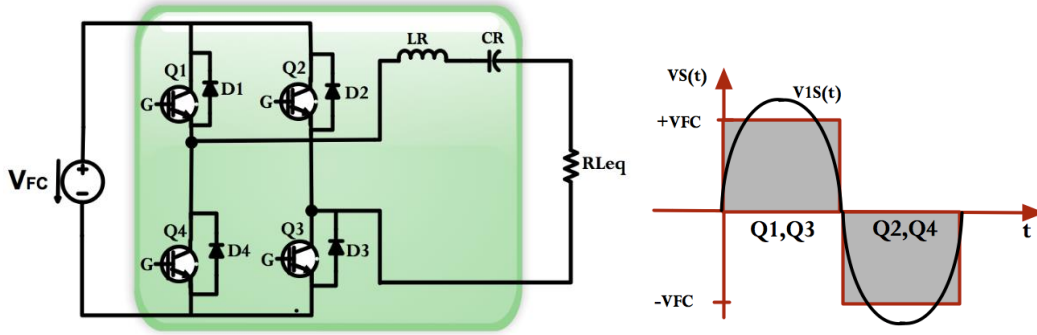 LR
CR
Q1
D1
Q2
D2
G
G
VFC
RLeq
Q4
D4
Q3
D3
G
G
VS(t)
V1S(t)
+VFC
Q1,Q3
Q2,Q4
t
-VFC